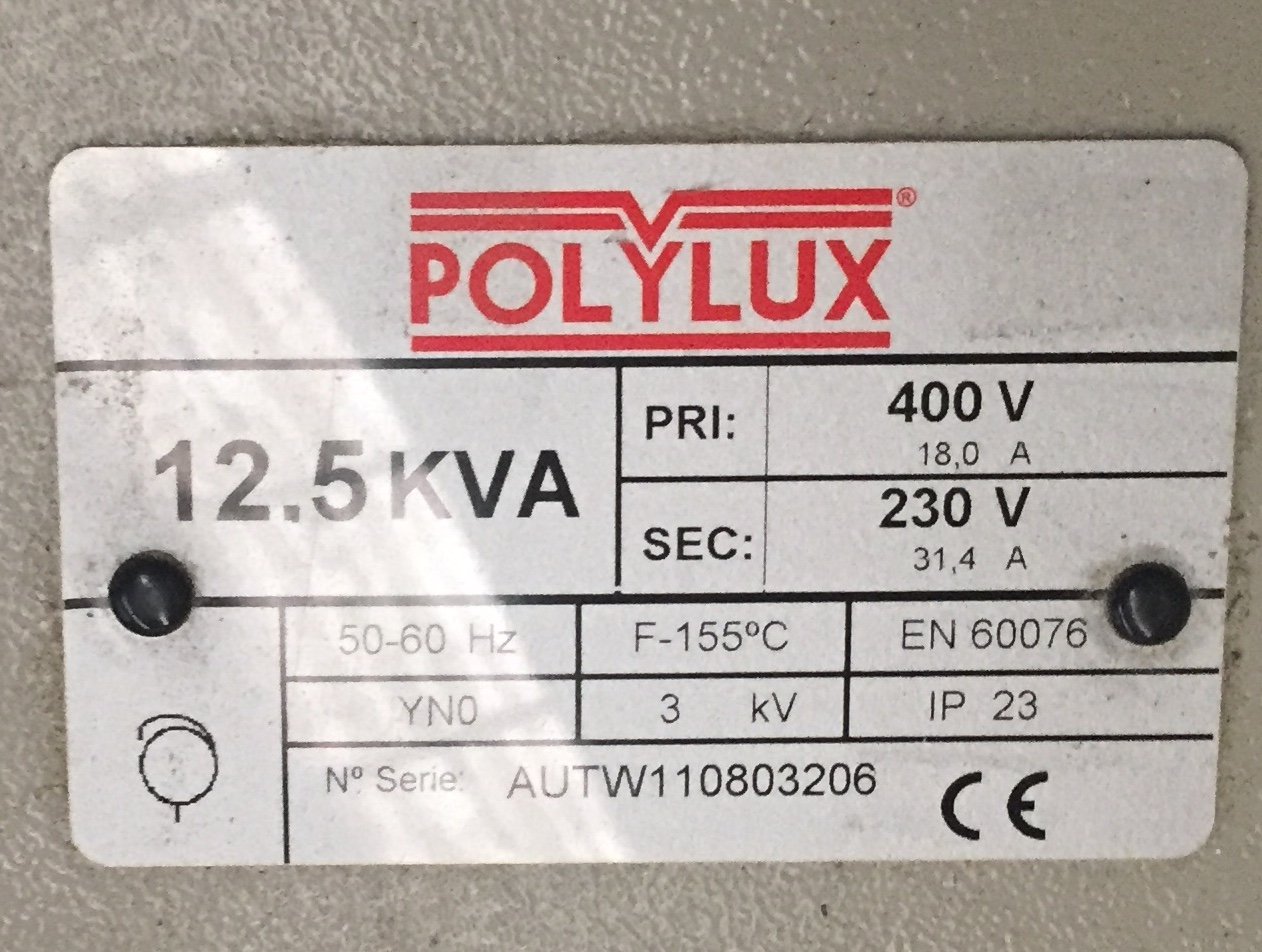 POLYLUX®
12.5 KVA
PRI: 400 V
18,0 A
SEC: 230 V
31,4 A
50-60 Hz F-155ºC EN 60076
YN0 3 kV IP 23
Nº Serie: AUTW110803206 CE